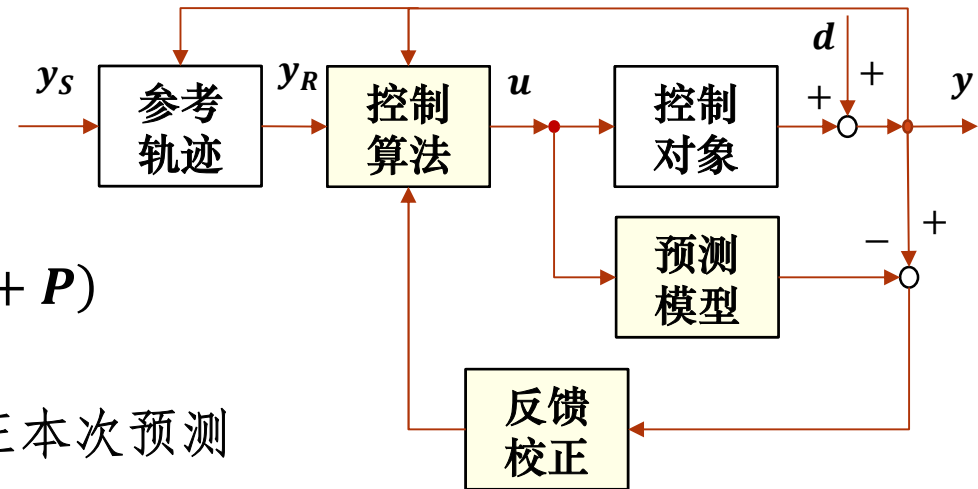 d
y_S
参考
轨迹
y_R
控制
算法
u
控制
对象
+
+
y
预测
模型
−
+
+ P)
本次预测
反馈
校正